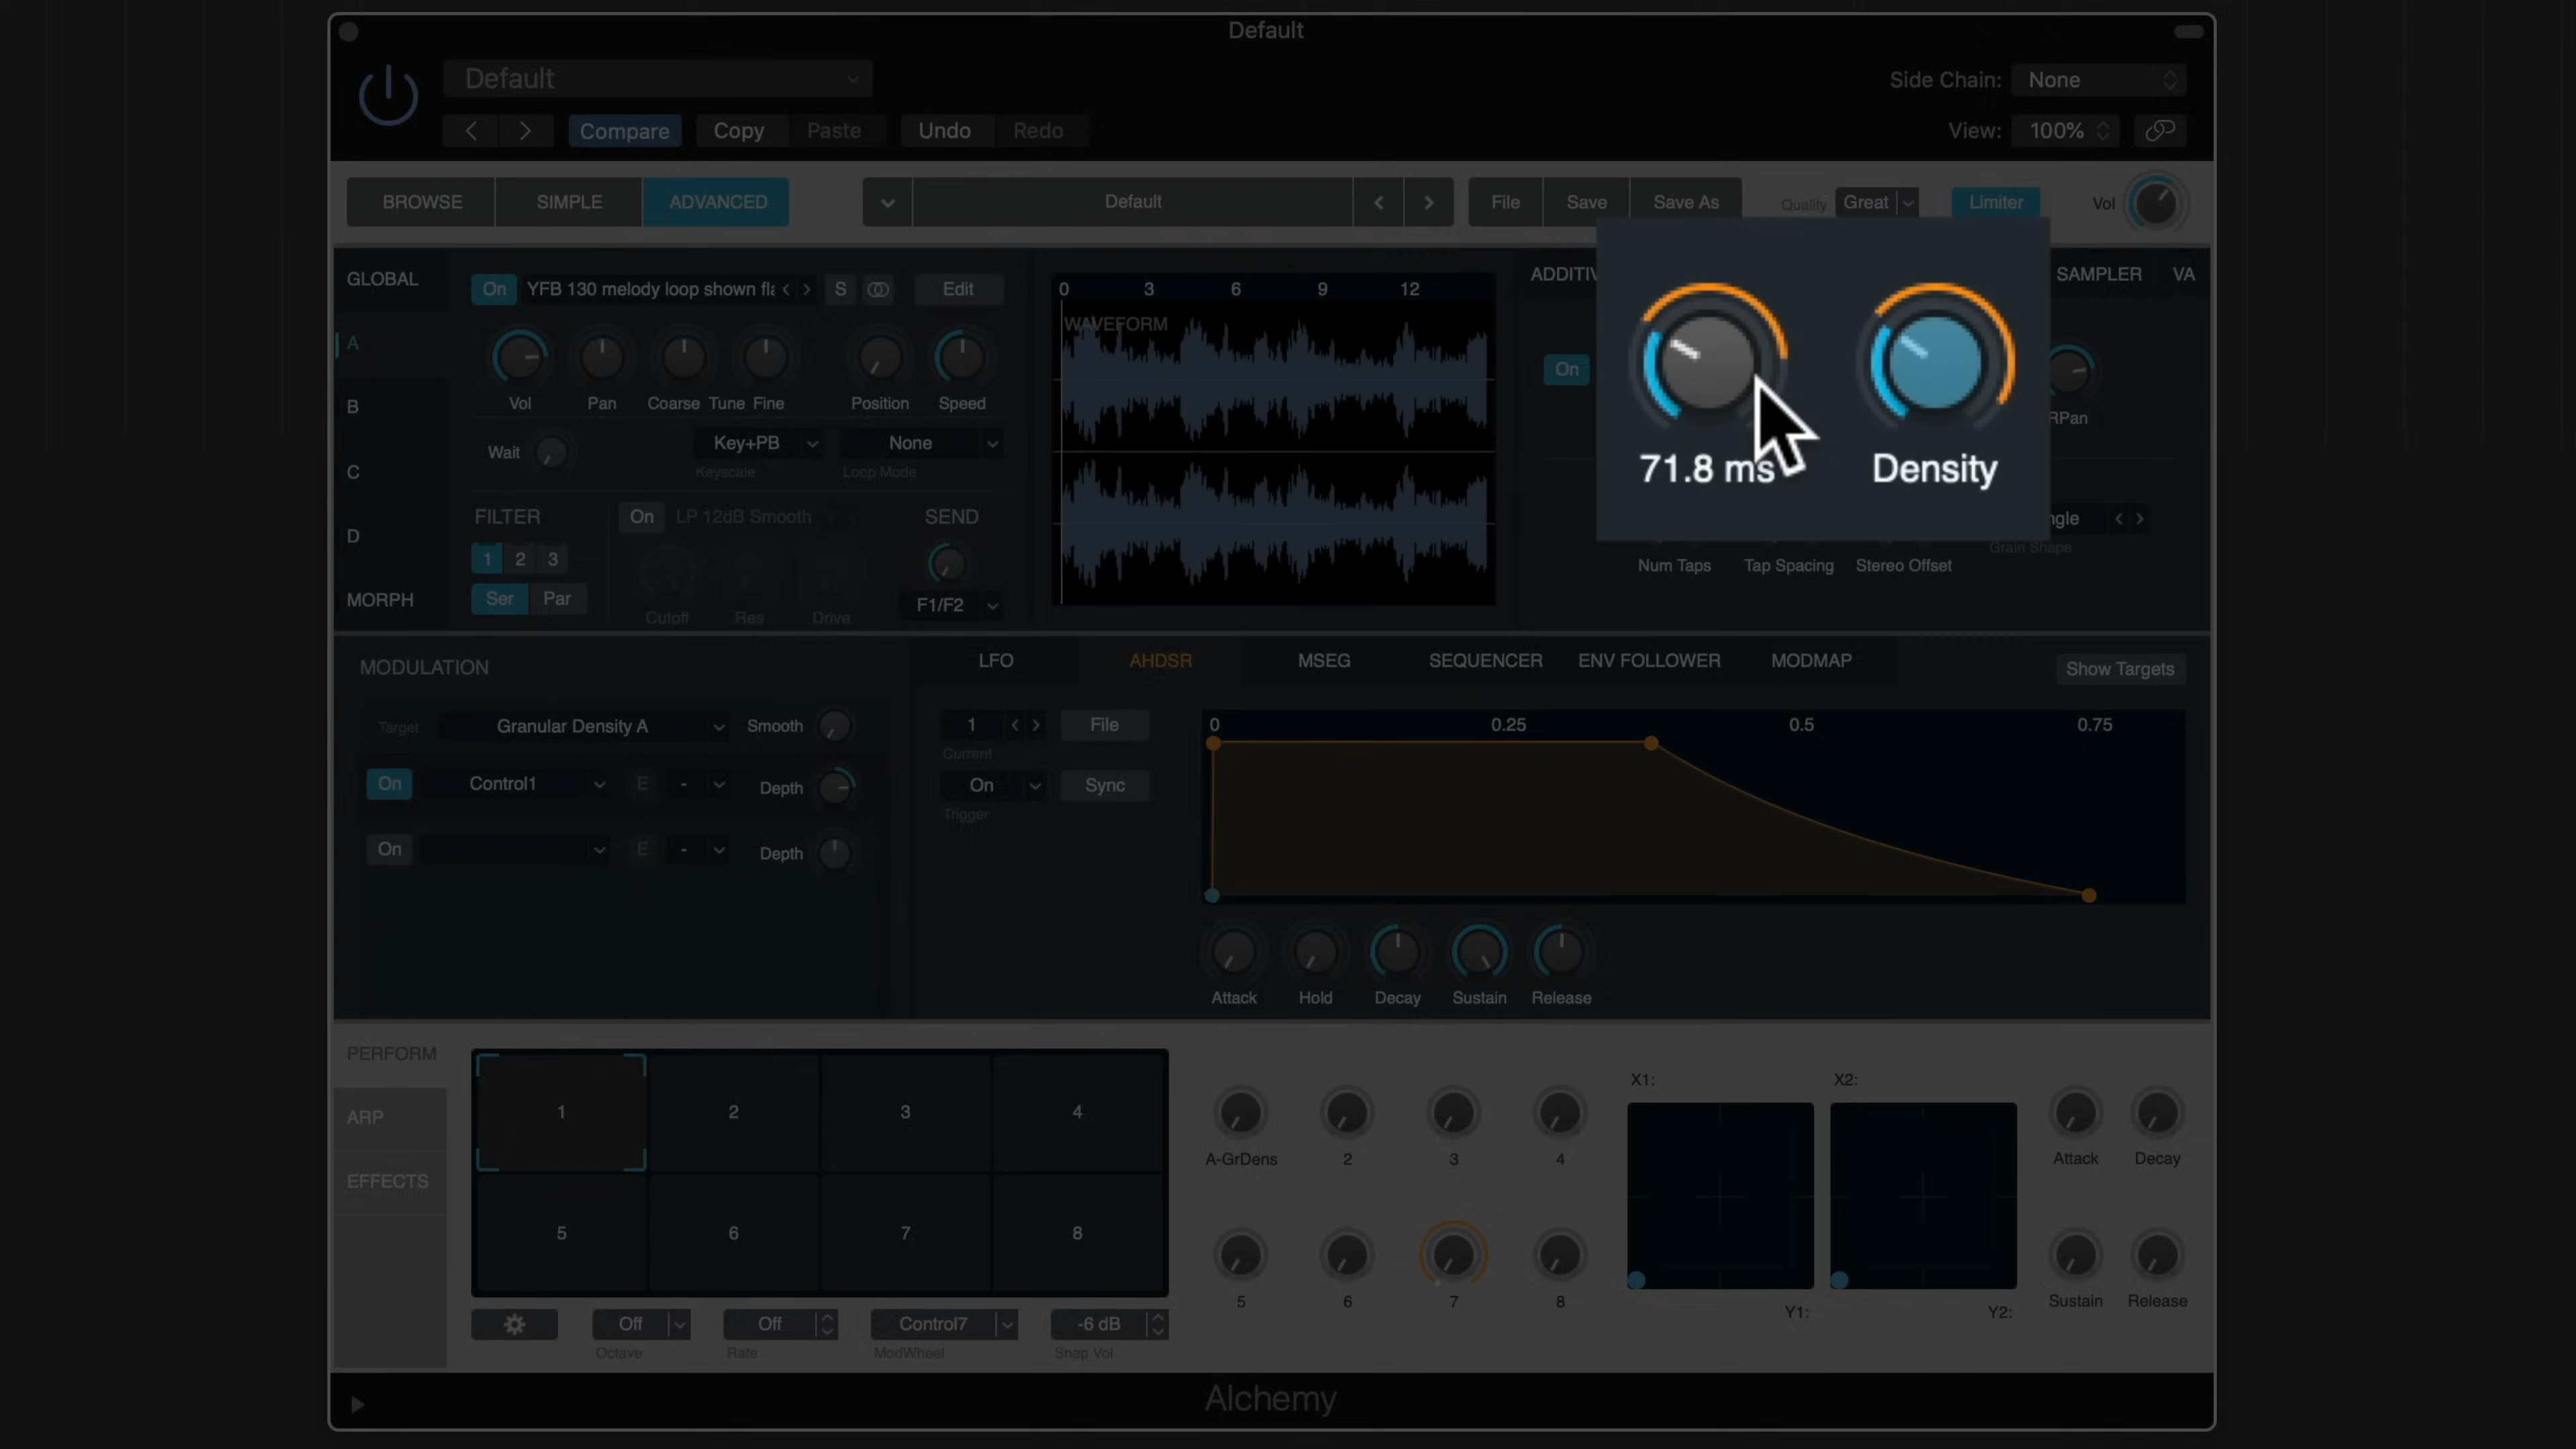 Default
Default
Side Chain: None
Compare Copy Paste Undo Redo
View: 100%
BROWSE SIMPLE ADVANCED
Default
File Save Save As
Quality Great
Limiter
Vol
GLOBAL
A
B
C
D
MORPH
On YFB 130 melody loop shown fla S Edit
Vol Pan Coarse Tune Fine Position Speed
Wait
Key+PB None
Keyscale Loop Mode
FILTER On LP 12dB Smooth SEND
1 2 3
Ser Par
Cutoff Res Drive
F1/F2
0 3 6 9 12
WAVEFORM
SAMPLER VA
On
71.8 ms Density
RPan
Grain Shape
Num Taps Tap Spacing Stereo Offset
MODULATION
Target Granular Density A Smooth
On Control1 E - Depth
On E - Depth
LFO AHDSR MSEG SEQUENCER ENV FOLLOWER MODMAP
Show Targets
1 File
Current
On Sync
Trigger
0 0.25 0.5 0.75
Attack Hold Decay Sustain Release
PERFORM
ARP
EFFECTS
1 2 3 4
5 6 7 8
Off Off Control7 -6 dB
Octave Rate ModWheel Snap Vol
A-GrDens 2 3 4
5 6 7 8
X1: X2:
Y1: Y2:
Attack Decay
Sustain Release
Alchemy